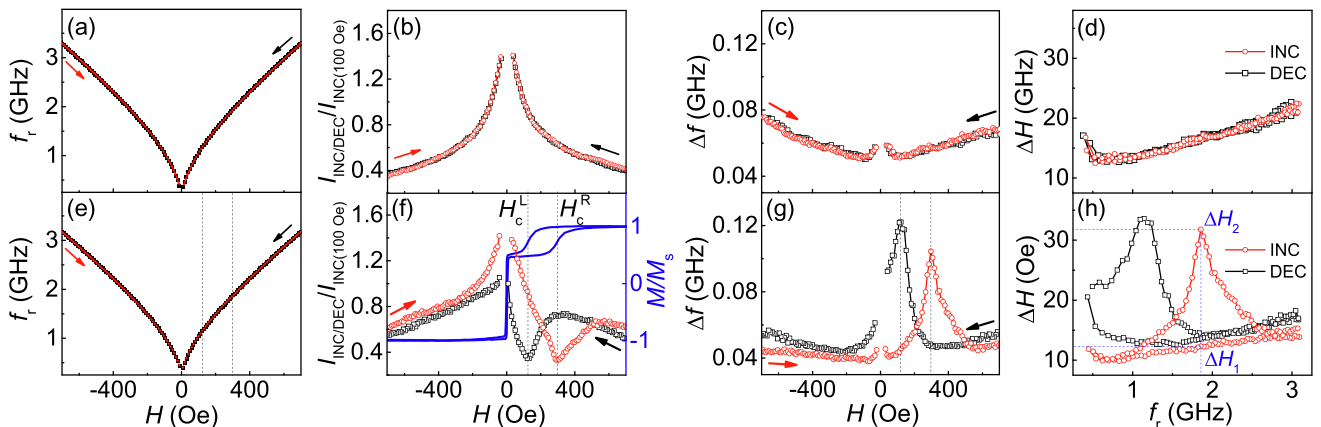 (a)
f_r (GHz)
3
2
1
(b)
I_INC/DEC/I_INC(100 Oe)
1.6
1.2
0.8
0.4
(c)
Δf (GHz)
0.12
0.08
0.04
(d)
ΔH (Oe)
30
20
10
INC
DEC
(e)
f_r (GHz)
3
2
1
-400 0 400
H (Oe)
(f)
H_c^L
H_c^R
I_INC/DEC/I_INC(100 Oe)
1.6
1.2
0.8
0.4
1
0
-1
M/M_s
-400 0 400
H (Oe)
(g)
Δf (GHz)
0.12
0.08
0.04
-400 0 400
H (Oe)
(h)
ΔH_2
ΔH (Oe)
30
20
10
INC
DEC
ΔH_1
1 2 3
f_r (GHz)